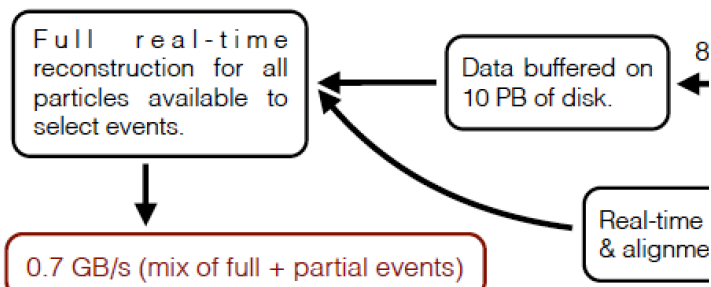 Full real-time
reconstruction for all
particles available to
select events.
Data buffered on
10 PB of disk.
8
Real-time
& alignme
0.7 GB/s (mix of full + partial events)